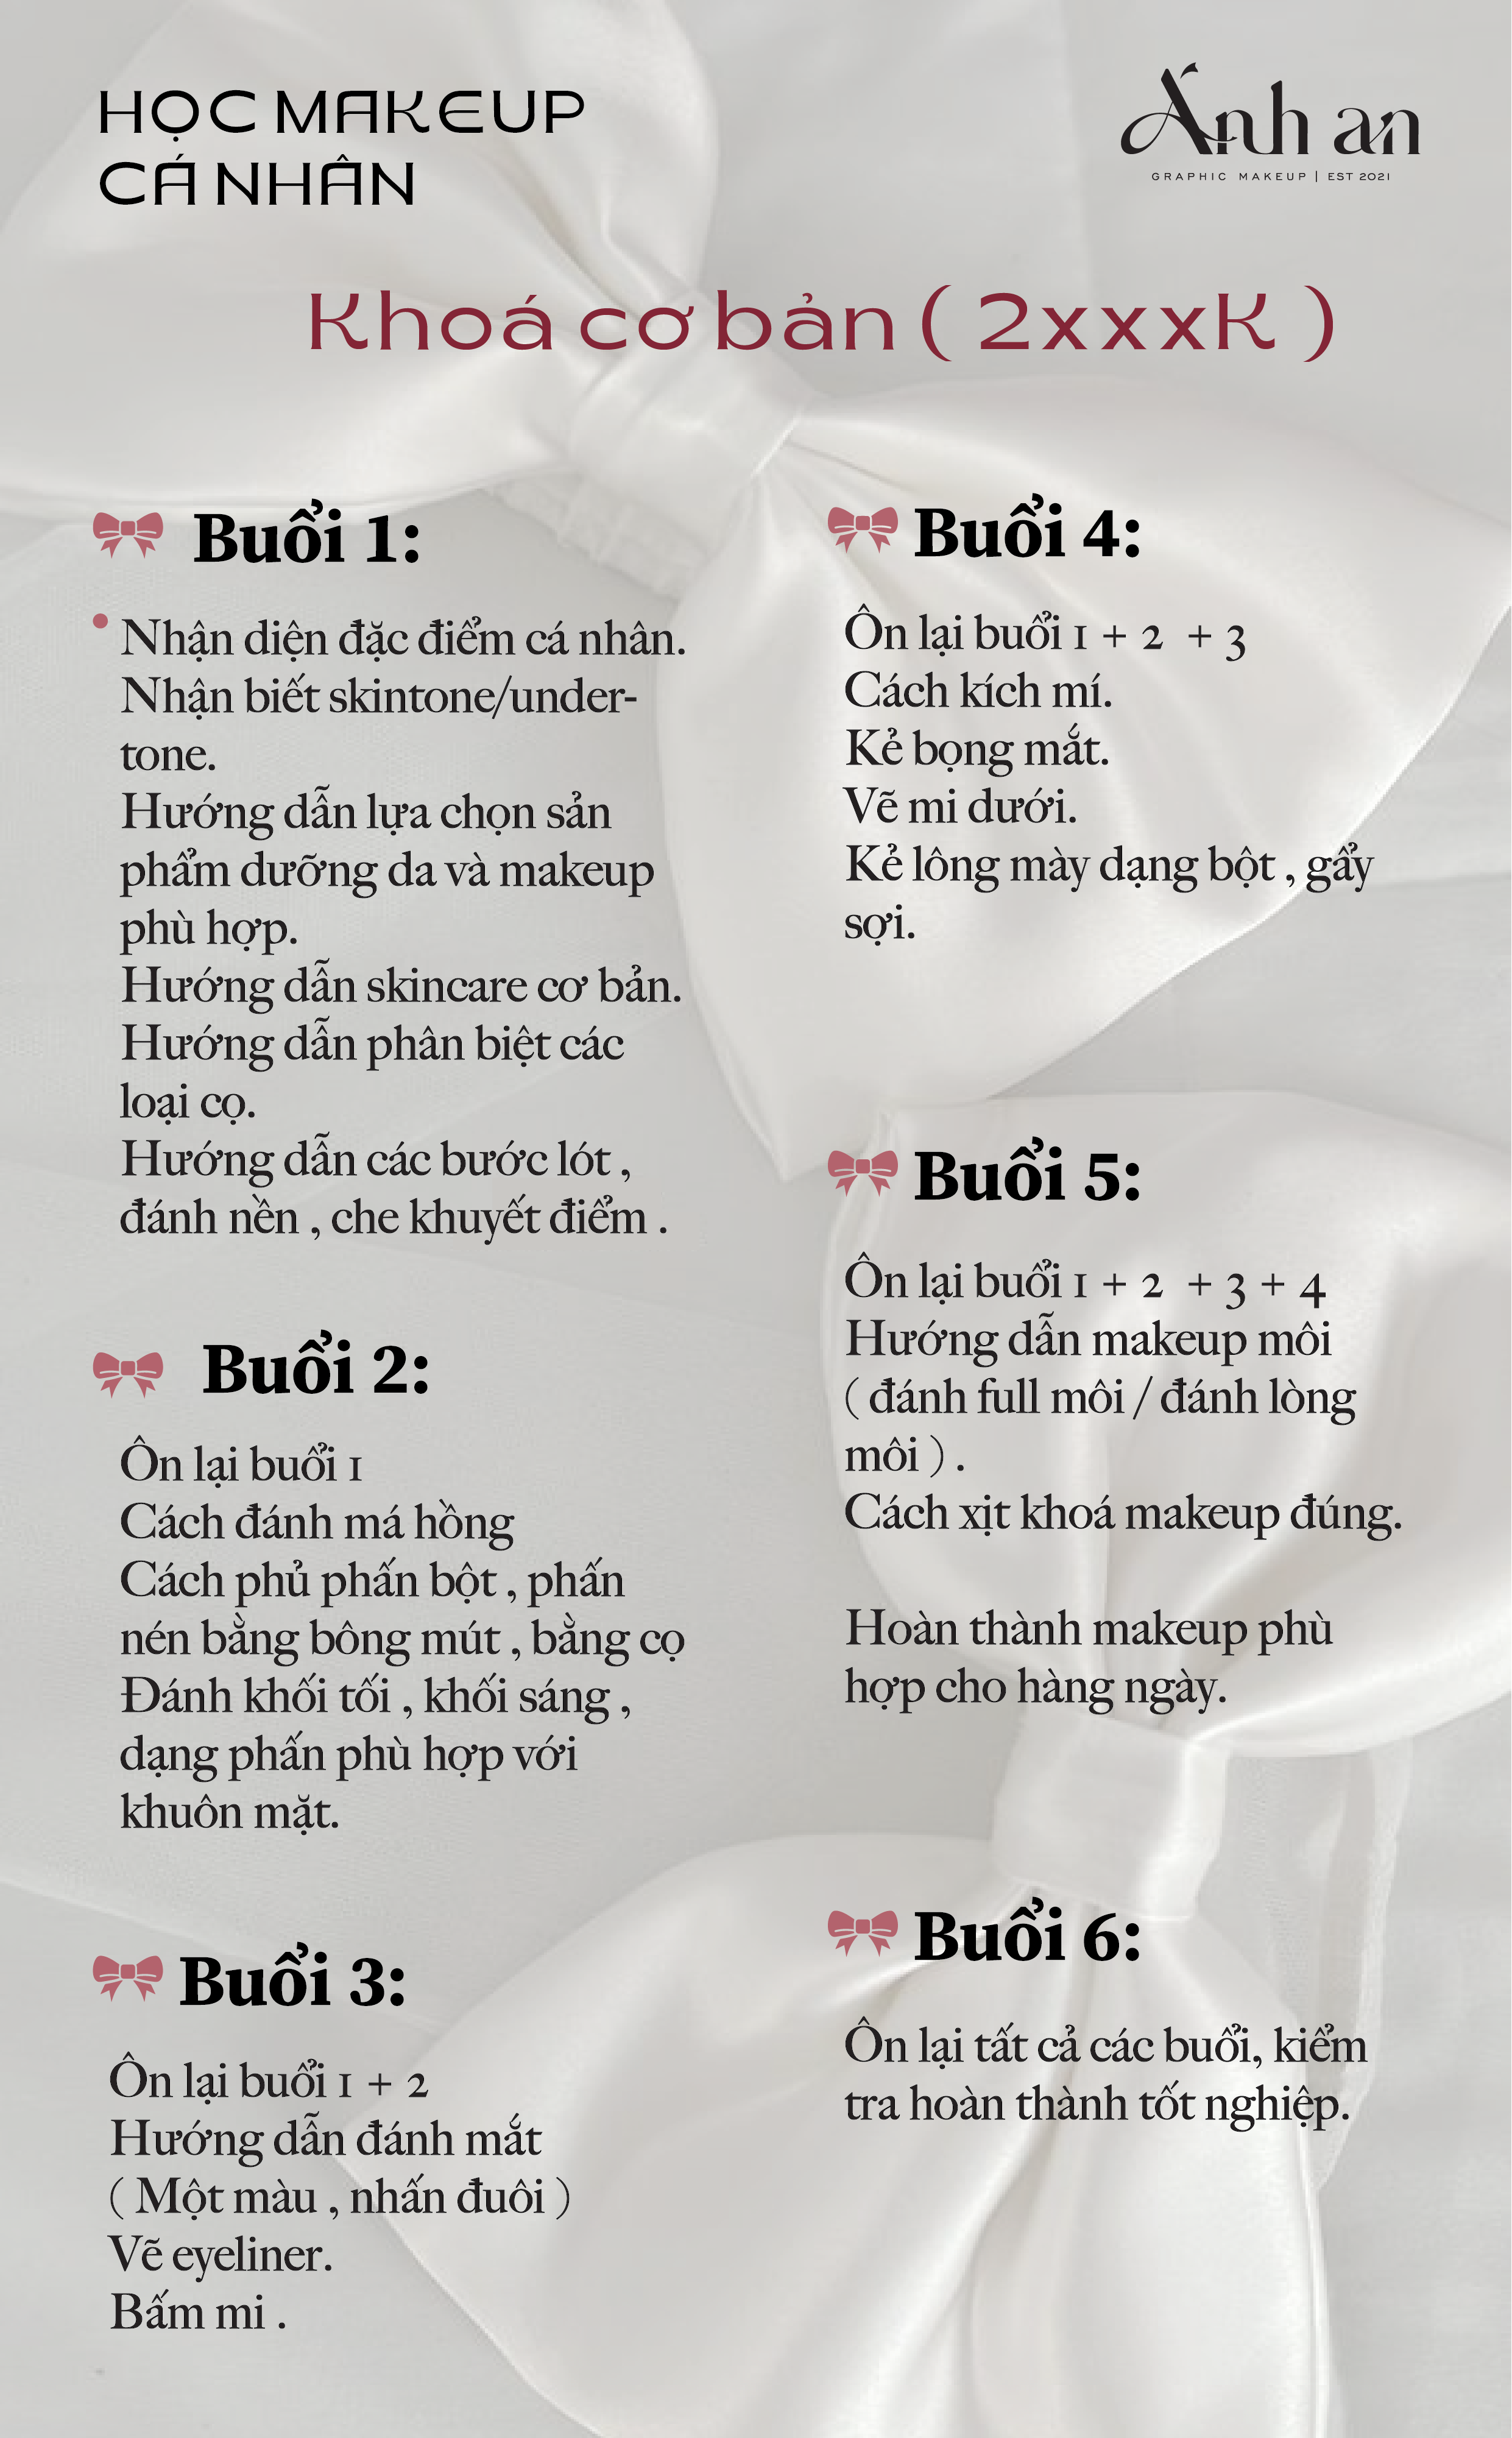 HỌC MAKEUP
CÁ NHÂN
Ánh an
GRAPHIC MAKEUP | EST 2021
Khoá cơ bản ( 2xxxK )
Buổi 1:
Nhận diện đặc điểm cá nhân.
Nhận biết skintone/under-
tone.
Hướng dẫn lựa chọn sản
phẩm dưỡng da và makeup
phù hợp.
Hướng dẫn skincare cơ bản.
Hướng dẫn phân biệt các
loại cọ.
Hướng dẫn các bước lót ,
đánh nền , che khuyết điểm .
Buổi 2:
Ôn lại buổi 1
Cách đánh má hồng
Cách phủ phấn bột , phấn
nén bằng bông mút , bằng cọ
Đánh khối tối , khối sáng ,
dạng phấn phù hợp với
khuôn mặt.
Buổi 3:
Ôn lại buổi 1 + 2
Hướng dẫn đánh mắt
( Một màu , nhấn đuôi )
Vẽ eyeliner.
Bấm mi .
Buổi 4:
Ôn lại buổi 1 + 2 + 3
Cách kích mí.
Kẻ bọng mắt.
Vẽ mi dưới.
Kẻ lông mày dạng bột , gẩy
sợi.
Buổi 5:
Ôn lại buổi 1 + 2 + 3 + 4
Hướng dẫn makeup môi
( đánh full môi / đánh lòng
môi ) .
Cách xịt khoá makeup đúng.
Hoàn thành makeup phù
hợp cho hàng ngày.
Buổi 6:
Ôn lại tất cả các buổi, kiểm
tra hoàn thành tốt nghiệp.